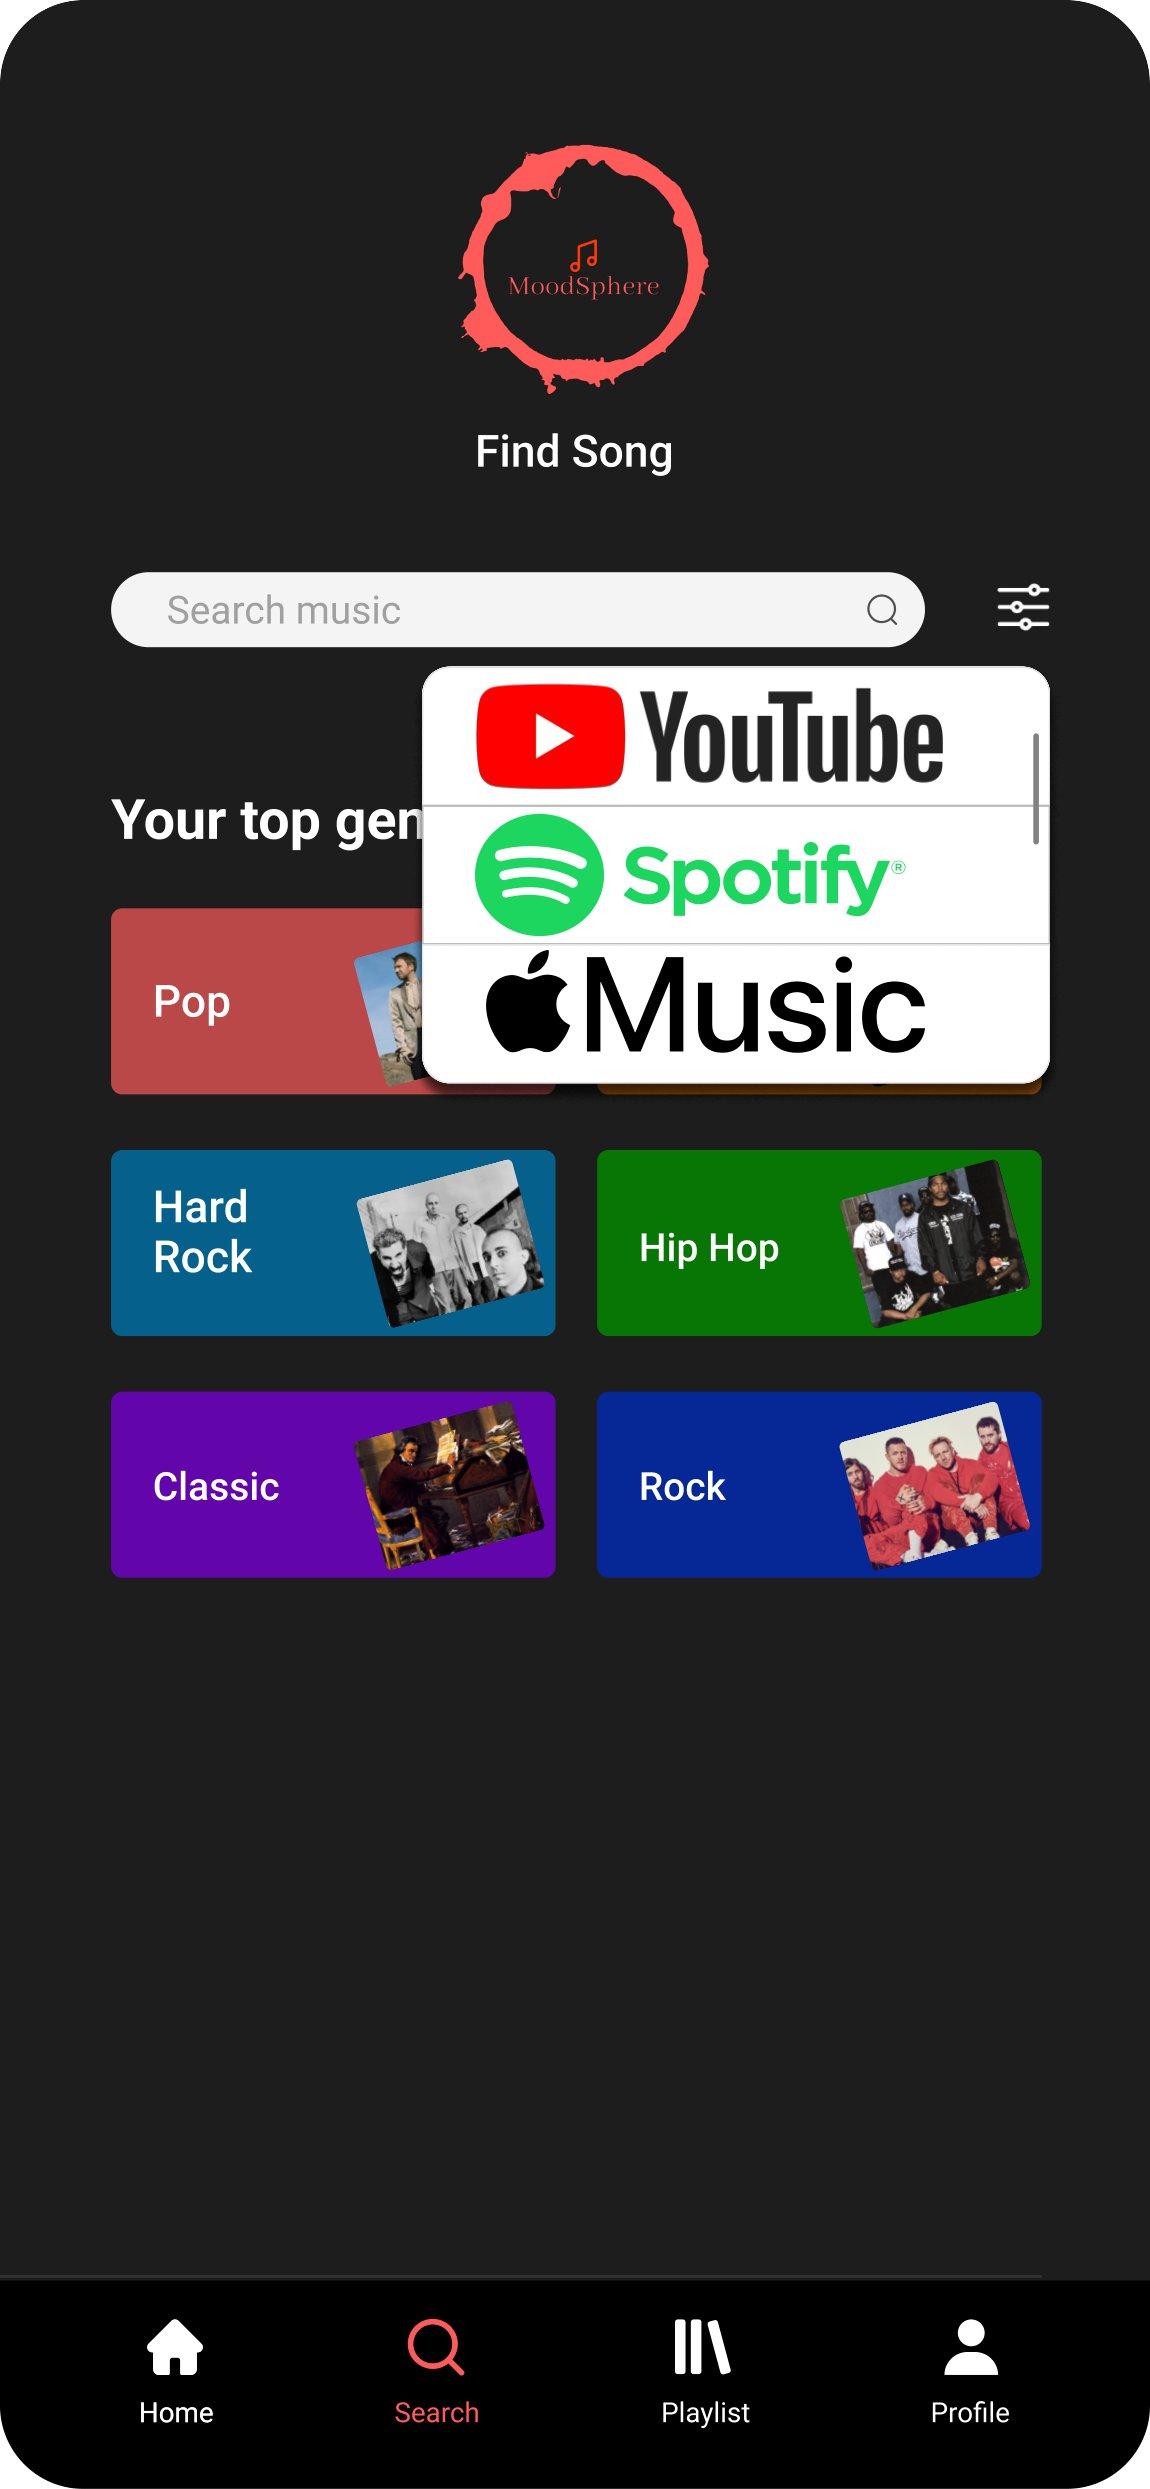 MoodSphere
Find Song
Search music
YouTube
Your top gen
Spotify®
Music
Pop
Hard
Rock
Hip Hop
Classic
Rock
Home
Search
Playlist
Profile